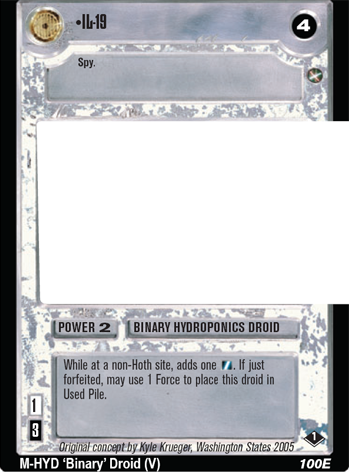 •IL-19
4
Spy.
POWER 2
BINARY HYDROPONICS DROID
While at a non-Hoth site, adds one . If just
forfeited, may use 1 Force to place this droid in
Used Pile.
1
3
Original concept by Kyle Krueger, Washington States 2005
1
M-HYD ‘Binary’ Droid (V)
100E